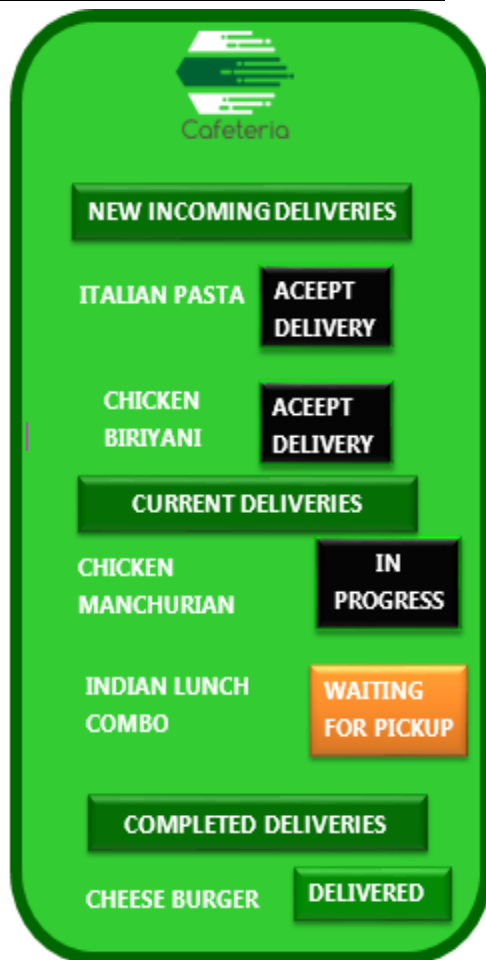 Cafeteria
NEW INCOMING DELIVERIES
ITALIAN PASTA
ACEEPT
DELIVERY
CHICKEN
BIRIYANI
ACEEPT
DELIVERY
CURRENT DELIVERIES
CHICKEN
MANCHURIAN
IN
PROGRESS
INDIAN LUNCH
COMBO
WAITING
FOR PICKUP
COMPLETED DELIVERIES
CHEESE BURGER
DELIVERED